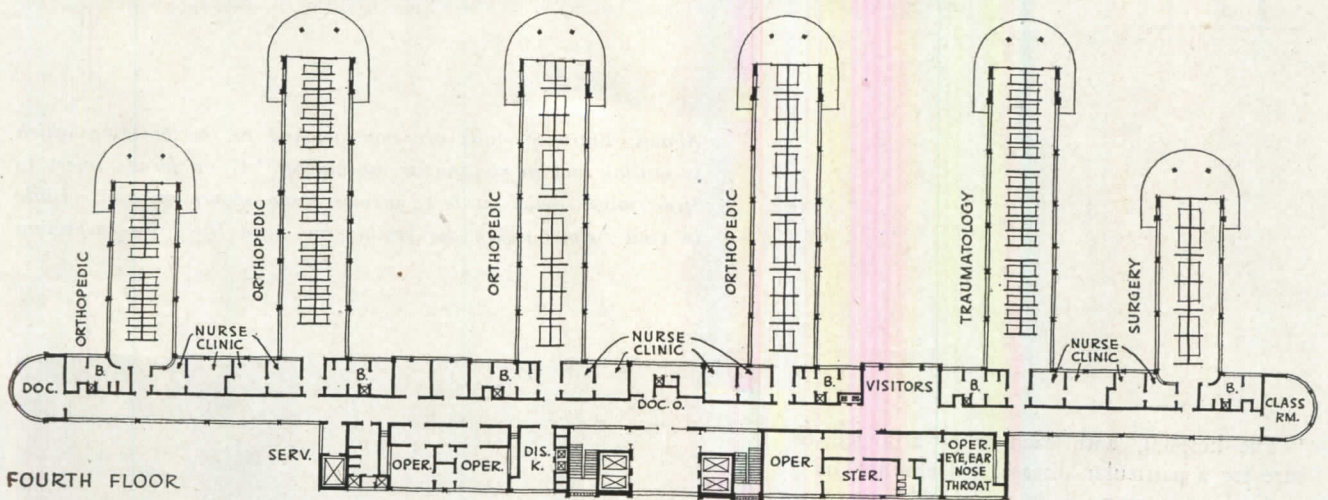 ORTHOPEDIC
ORTHOPEDIC
ORTHOPEDIC
ORTHOPEDIC
TRAUMATOLOGY
SURGERY
NURSE
CLINIC
NURSE
CLINIC
NURSE
CLINIC
DOC.
B.
B.
B.
DOC. O.
B.
VISITORS
B.
B.
CLASS
RM.
SERV.
OPER.
OPER.
DIS.
K.
OPER.
STER.
OPER.
EYE, EAR
NOSE
THROAT
FOURTH FLOOR